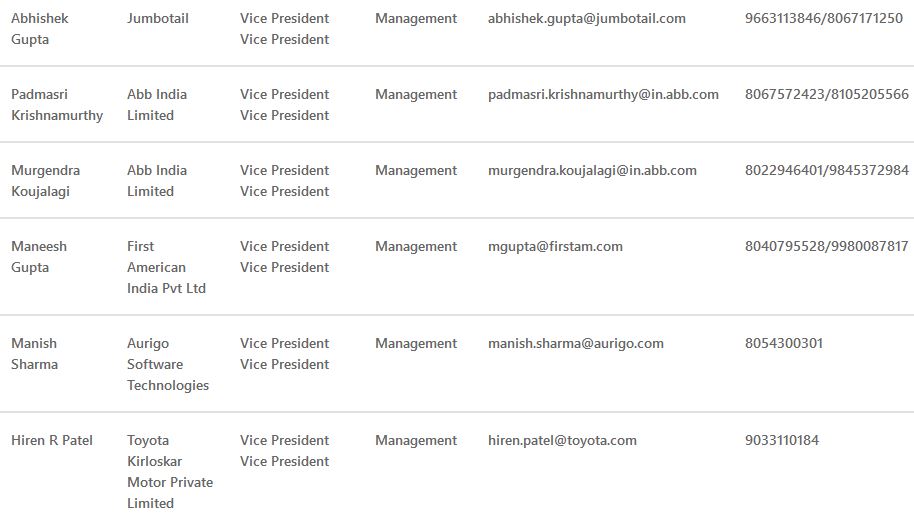 Abhishek Jumbotail Vice President Management abhishek.gupta@jumbotail.com 9663113846/8067171250
Gupta Vice President
Padmasri Abb India Vice President Management padmasri.krishnamurthy@in.abb.com 8067572423/8105205566
Krishnamurthy Limited Vice President
Murgendra Abb India Vice President Management murgendra.koujalagi@in.abb.com 8022946401/9845372984
Koujalagi Limited Vice President
Maneesh First Vice President Management mgupta@firstam.com 8040795528/9980087817
Gupta American Vice President
India Pvt Ltd
Manish Aurigo Vice President Management manish.sharma@aurigo.com 8054300301
Sharma Software Vice President
Technologies
Hiren R Patel Toyota Vice President Management hiren.patel@toyota.com 9033110184
Kirloskar Vice President
Motor Private
Limited